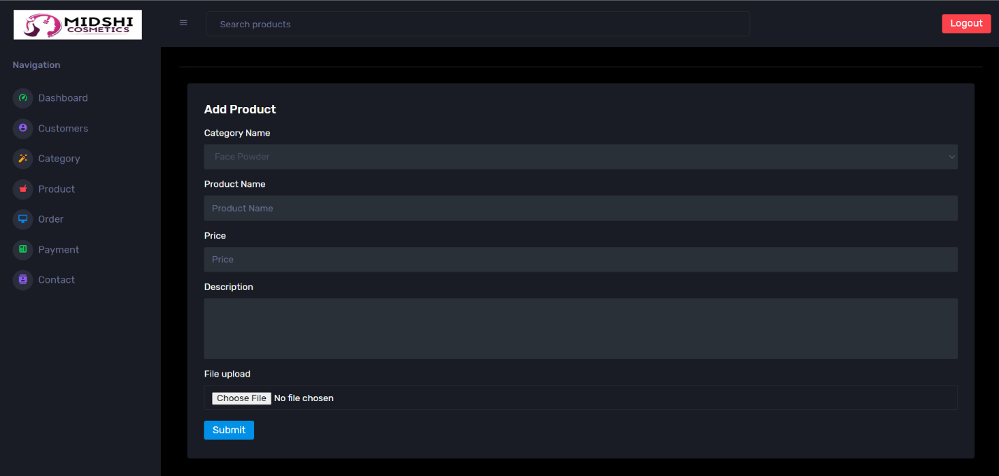 MIDSHI
COSMETICS
Search products
Logout
Navigation
Dashboard
Customers
Category
Product
Order
Payment
Contact
Add Product
Category Name
Face Powder
Product Name
Product Name
Price
Price
Description
File upload
Choose File No file chosen
Submit